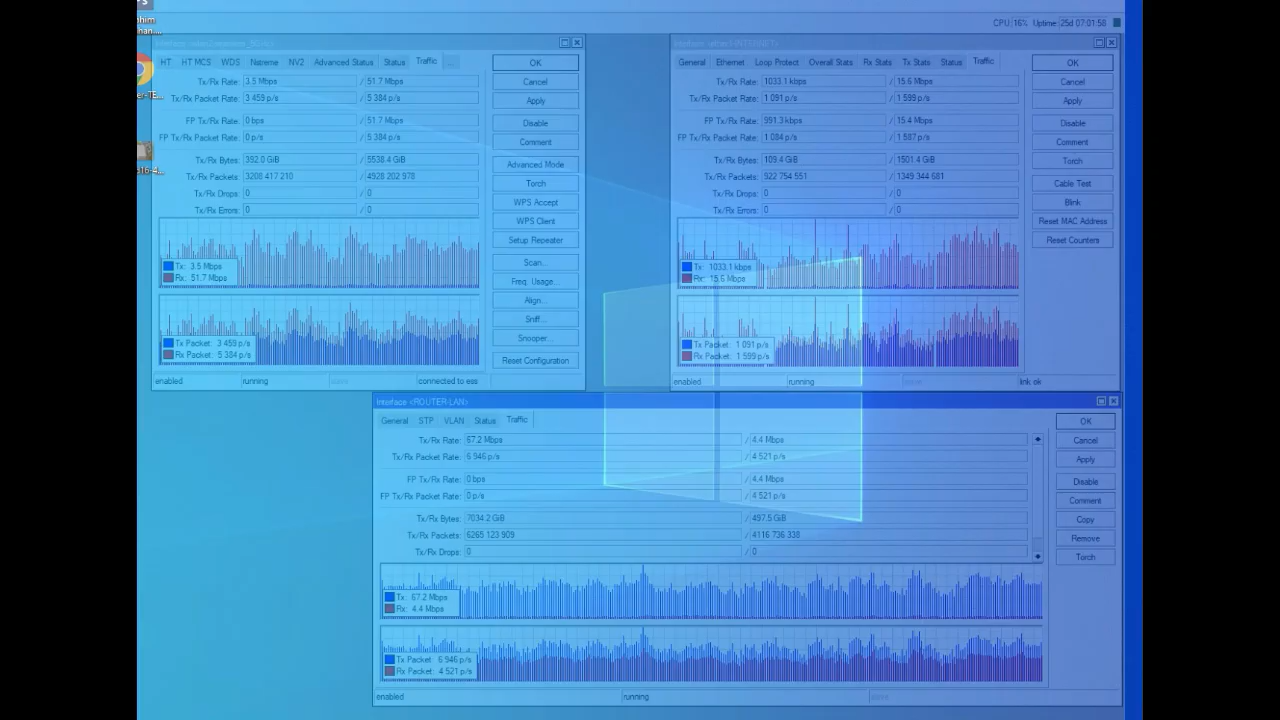 CPU: 16% Uptime: 25d 07:01:58
HT HT MCS WDS Nstreme NV2 Advanced Status Status Traffic ...
Tx/Rx Rate: 3.5 Mbps / 51.7 Mbps
Tx/Rx Packet Rate: 3 459 p/s / 5 384 p/s
FP Tx/Rx Rate: 0 bps / 51.7 Mbps
FP Tx/Rx Packet Rate: 0 p/s / 5 384 p/s
Tx/Rx Bytes: 392.0 GiB / 5538.4 GiB
Tx/Rx Packets: 3208 417 210 / 4928 202 978
Tx/Rx Drops: 0 / 0
Tx/Rx Errors: 0 / 0
Tx: 3.5 Mbps
Rx: 51.7 Mbps
Tx Packet: 3 459 p/s
Rx Packet: 5 384 p/s
enabled running slave connected to ess
OK
Cancel
Apply
Disable
Comment
Advanced Mode
Torch
WPS Accept
WPS Client
Setup Repeater
Scan...
Freq. Usage...
Align...
Sniff...
Snooper...
Reset Configuration
General Ethernet Loop Protect Overall Stats Rx Stats Tx Stats Status Traffic
Tx/Rx Rate: 1033.1 kbps / 15.6 Mbps
Tx/Rx Packet Rate: 1 091 p/s / 1 599 p/s
FP Tx/Rx Rate: 991.3 kbps / 15.4 Mbps
FP Tx/Rx Packet Rate: 1 084 p/s / 1 587 p/s
Tx/Rx Bytes: 109.4 GiB / 1501.4 GiB
Tx/Rx Packets: 922 754 551 / 1349 344 681
Tx/Rx Drops: 0 / 0
Tx/Rx Errors: 0 / 0
Tx: 1033.1 kbps
Rx: 15.6 Mbps
Tx Packet: 1 091 p/s
Rx Packet: 1 599 p/s
enabled running slave link ok
OK
Cancel
Apply
Disable
Comment
Torch
Cable Test
Blink
Reset MAC Address
Reset Counters
Interface <ROUTER-LAN>
General STP VLAN Status Traffic
Tx/Rx Rate: 67.2 Mbps / 4.4 Mbps
Tx/Rx Packet Rate: 6 946 p/s / 4 521 p/s
FP Tx/Rx Rate: 0 bps / 4.4 Mbps
FP Tx/Rx Packet Rate: 0 p/s / 4 521 p/s
Tx/Rx Bytes: 7034.2 GiB / 497.5 GiB
Tx/Rx Packets: 6265 123 909 / 4116 736 338
Tx/Rx Drops: 0 / 0
Tx: 67.2 Mbps
Rx: 4.4 Mbps
Tx Packet: 6 946 p/s
Rx Packet: 4 521 p/s
enabled running slave
OK
Cancel
Apply
Disable
Comment
Copy
Remove
Torch